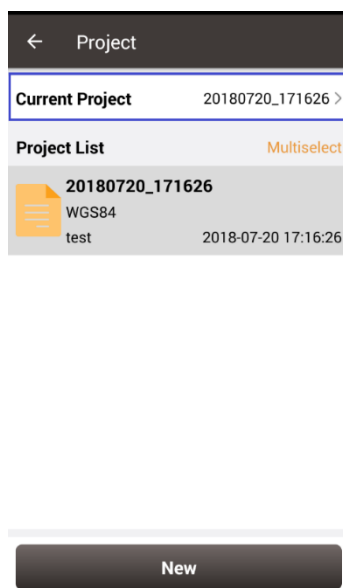 Project
Current Project 20180720_171626
Project List Multiselect
20180720_171626
WGS84
test 2018-07-20 17:16:26
New